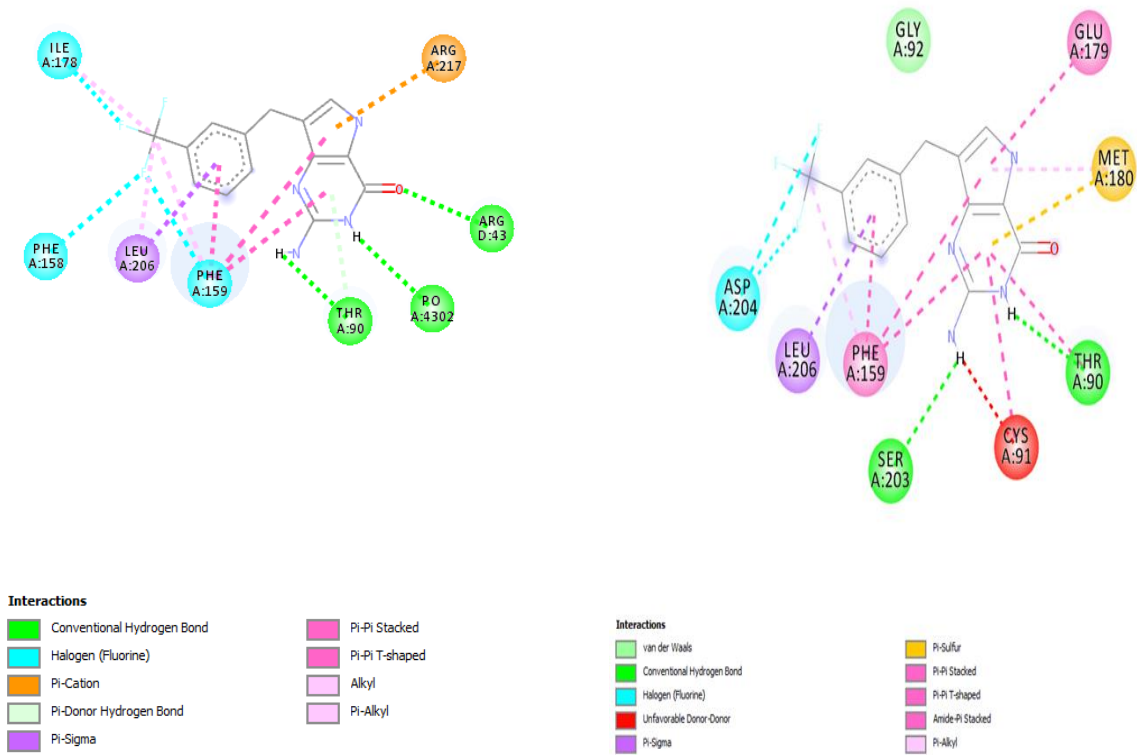 ILE
A:178
ARG
A:217
N
F
F
F
N
N
O
N
H
H
N
PHE
A:158
LEU
A:206
PHE
A:159
THR
A:90
PO
A:4302
ARG
D:43
Interactions
Conventional Hydrogen Bond
Halogen (Fluorine)
Pi-Cation
Pi-Donor Hydrogen Bond
Pi-Sigma
Pi-Pi Stacked
Pi-Pi T-shaped
Alkyl
Pi-Alkyl
GLY
A:92
GLU
A:179
MET
A:180
F
F
F
N
N
O
N
H
N
H
ASP
A:204
LEU
A:206
PHE
A:159
THR
A:90
CYS
A:91
SER
A:203
Interactions
van der Waals
Conventional Hydrogen Bond
Halogen (Fluorine)
Unfavorable Donor-Donor
Pi-Sigma
Pi-Sulfur
Pi-Pi Stacked
Pi-Pi T-shaped
Amide-Pi Stacked
Pi-Alkyl